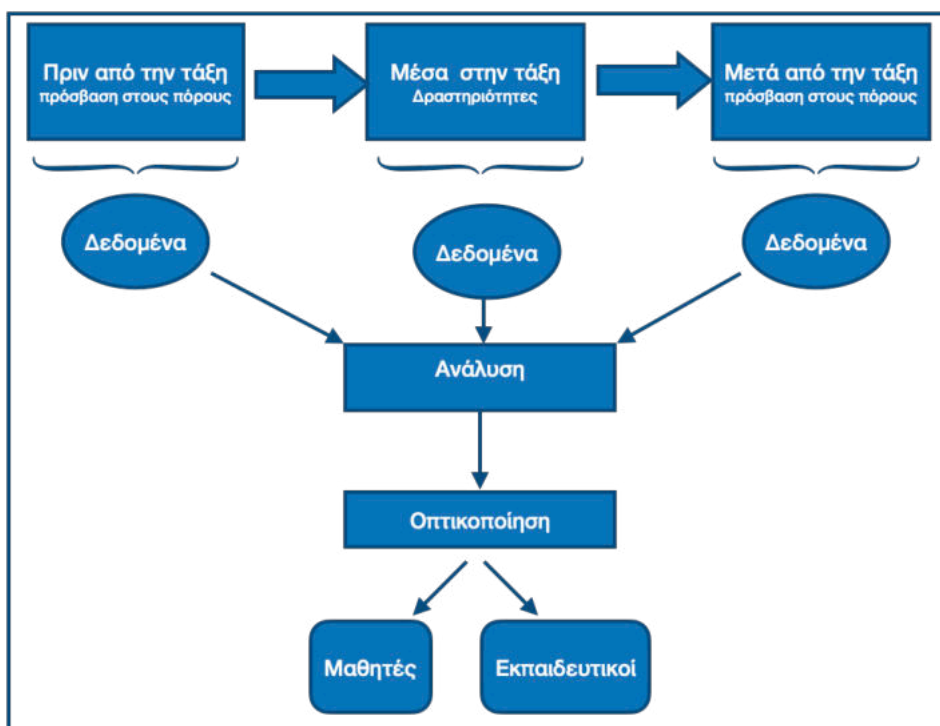 Πριν από την τάξη
πρόσβαση στους πόρους
Μέσα στην τάξη
Δραστηριότητες
Μετά από την τάξη
πρόσβαση στους πόρους
Δεδομένα
Δεδομένα
Δεδομένα
Ανάλυση
Οπτικοποίηση
Μαθητές
Εκπαιδευτικοί